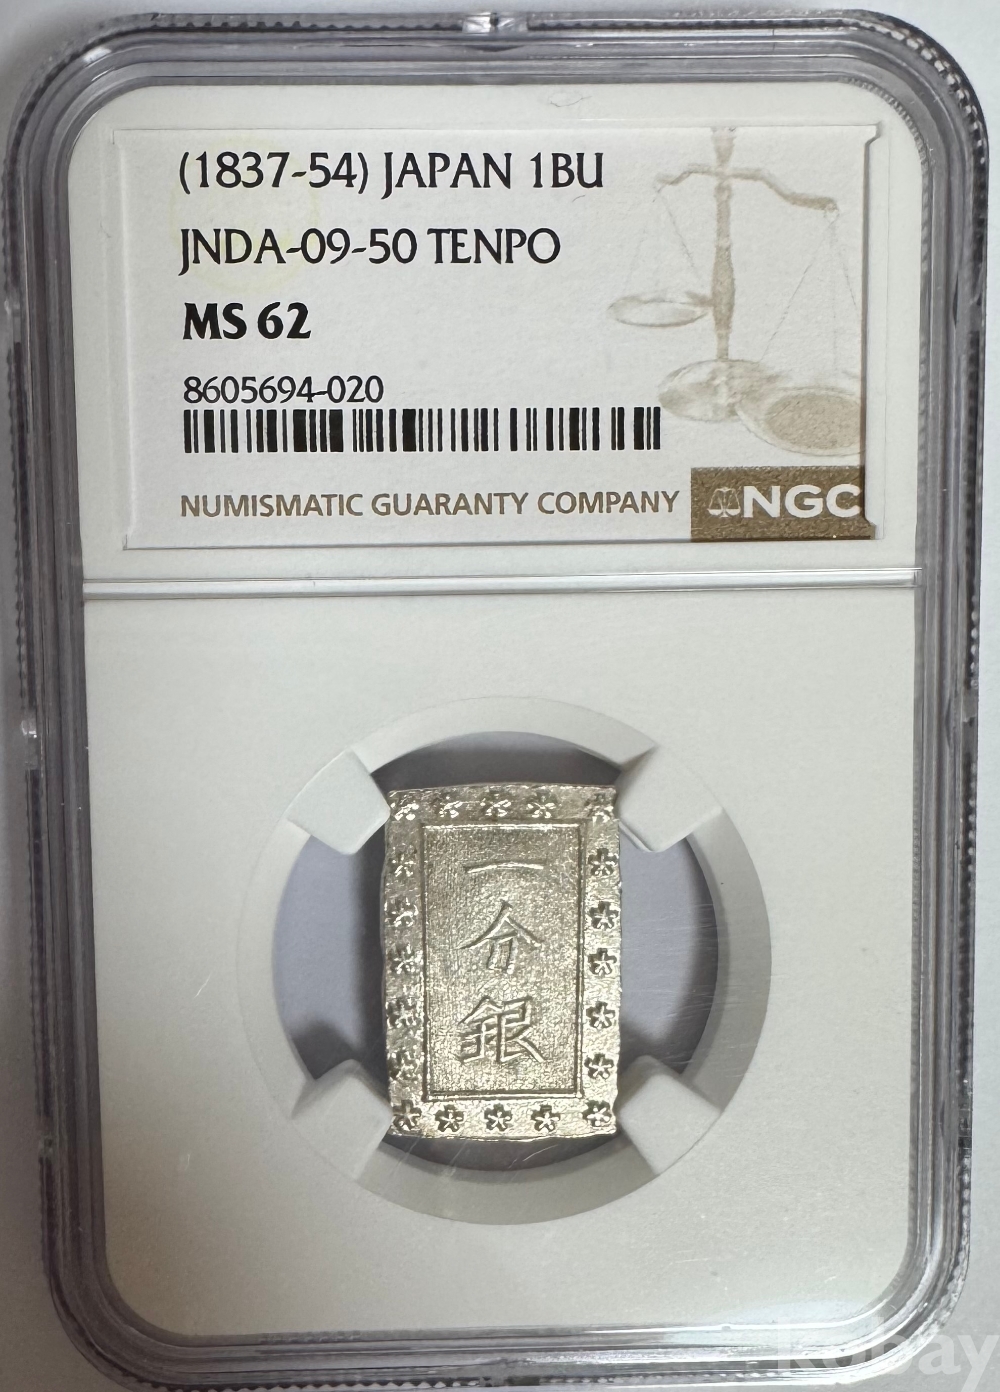 (1837-54) JAPAN 1BU
JNDA-09-50 TENPO
MS 62
8605694-020
NUMISMATIC GUARANTY COMPANY
NGC
一
分
銀
kobay